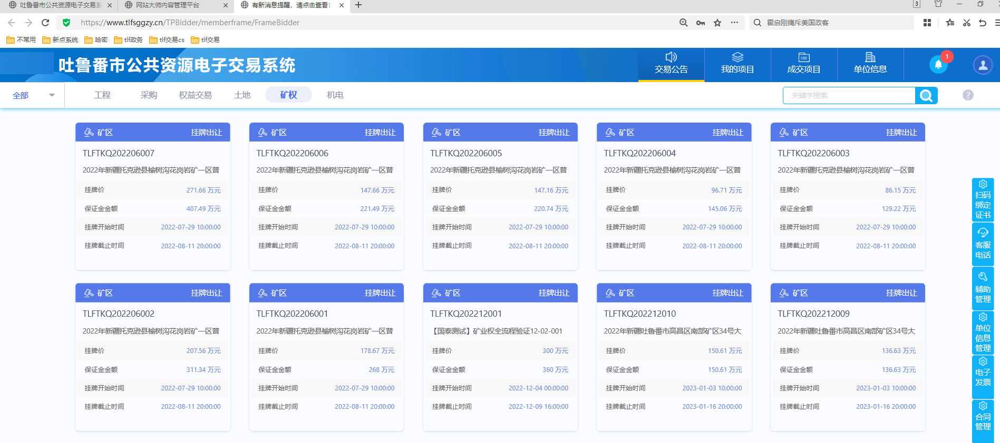 吐鲁番市公共资源电子交易系
网站大师内容管理平台
有新消息提醒，请点击查看！
3
https://www.tlfsggzy.cn/TPBidder/memberframe/FrameBidder
霍启刚痛斥美国政客
不常用
新点系统
哈密
tlf政务
tlf交易cs
tlf交易
吐鲁番市公共资源电子交易系统
交易公告
我的项目
成交项目
单位信息
1
全部
工程
采购
权益交易
土地
矿权
机电
关键字搜索
?
矿区 挂牌出让
TLFTKQ202206007
2022年新疆托克逊县榆树沟花岗岩矿一区普
挂牌价 271.66 万元
保证金金额 407.49 万元
挂牌开始时间 2022-07-29 10:00:00
挂牌截止时间 2022-08-11 20:00:00
矿区 挂牌出让
TLFTKQ202206006
2022年新疆托克逊县榆树沟花岗岩矿一区普
挂牌价 147.66 万元
保证金金额 221.49 万元
挂牌开始时间 2022-07-29 10:00:00
挂牌截止时间 2022-08-11 20:00:00
矿区 挂牌出让
TLFTKQ202206005
2022年新疆托克逊县榆树沟花岗岩矿一区普
挂牌价 147.16 万元
保证金金额 220.74 万元
挂牌开始时间 2022-07-29 10:00:00
挂牌截止时间 2022-08-11 20:00:00
矿区 挂牌出让
TLFTKQ202206004
2022年新疆托克逊县榆树沟花岗岩矿一区普
挂牌价 96.71 万元
保证金金额 145.06 万元
挂牌开始时间 2022-07-29 10:00:00
挂牌截止时间 2022-08-11 20:00:00
矿区 挂牌出让
TLFTKQ202206003
2022年新疆托克逊县榆树沟花岗岩矿一区普
挂牌价 86.15 万元
保证金金额 129.22 万元
挂牌开始时间 2022-07-29 10:00:00
挂牌截止时间 2022-08-11 20:00:00
矿区 挂牌出让
TLFTKQ202206002
2022年新疆托克逊县榆树沟花岗岩矿一区普
挂牌价 207.56 万元
保证金金额 311.34 万元
挂牌开始时间 2022-07-29 10:00:00
挂牌截止时间 2022-08-11 20:00:00
矿区 挂牌出让
TLFTKQ202206001
2022年新疆托克逊县榆树沟花岗岩矿一区普
挂牌价 178.67 万元
保证金金额 268 万元
挂牌开始时间 2022-07-29 10:00:00
挂牌截止时间 2022-08-11 20:00:00
矿区 挂牌出让
TLFTKQ202212001
【国泰测试】矿业权全流程验证12-02-001
挂牌价 300 万元
保证金金额 360 万元
挂牌开始时间 2022-12-04 00:00:00
挂牌截止时间 2022-12-09 16:00:00
矿区 挂牌出让
TLFTKQ202212010
2022年新疆吐鲁番市高昌区南部矿区34号大
挂牌价 150.61 万元
保证金金额 150.61 万元
挂牌开始时间 2023-01-03 10:00:00
挂牌截止时间 2023-01-16 20:00:00
矿区 挂牌出让
TLFTKQ202212009
2022年新疆吐鲁番市高昌区南部矿区34号大
挂牌价 136.63 万元
保证金金额 136.63 万元
挂牌开始时间 2023-01-03 10:00:00
挂牌截止时间 2023-01-16 20:00:00
扫码
绑定
证书
客服
电话
辅助
管理
单位
信息
管理
电子
发票
合同
管理